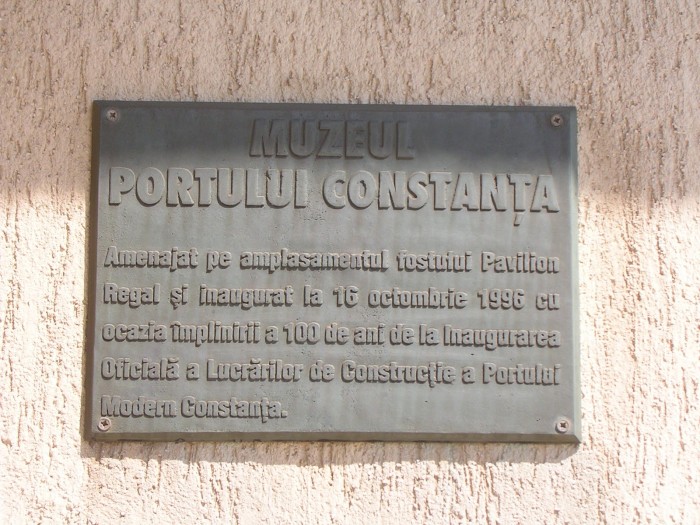 MUZEUL
PORTULUI CONSTANȚA
Amenajat pe amplasamentul fostului Pavilion
Regal și inaugurat la 16 octombrie 1996 cu
ocazia împlinirii a 100 de ani de la Inaugurarea
Oficială a Lucrărilor de Construcție a Portului
Modern Constanța.